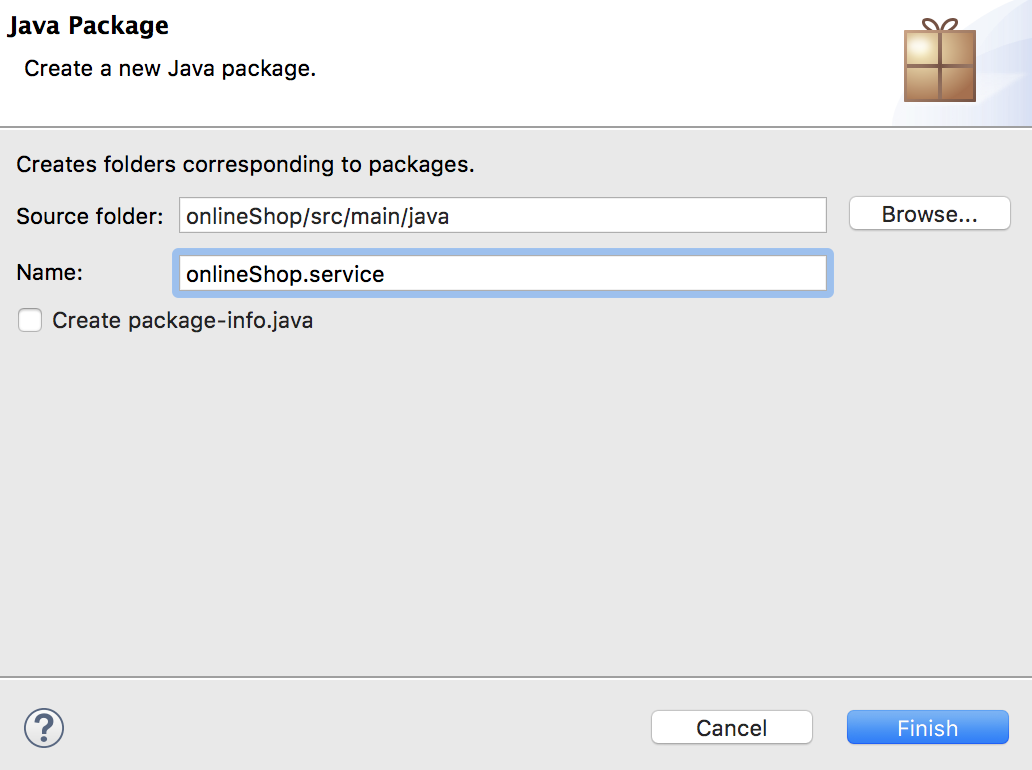 Java Package
Create a new Java package.
Creates folders corresponding to packages.
Source folder: onlineShop/src/main/java Browse...
Name: onlineShop.service
Create package-info.java
? Cancel Finish